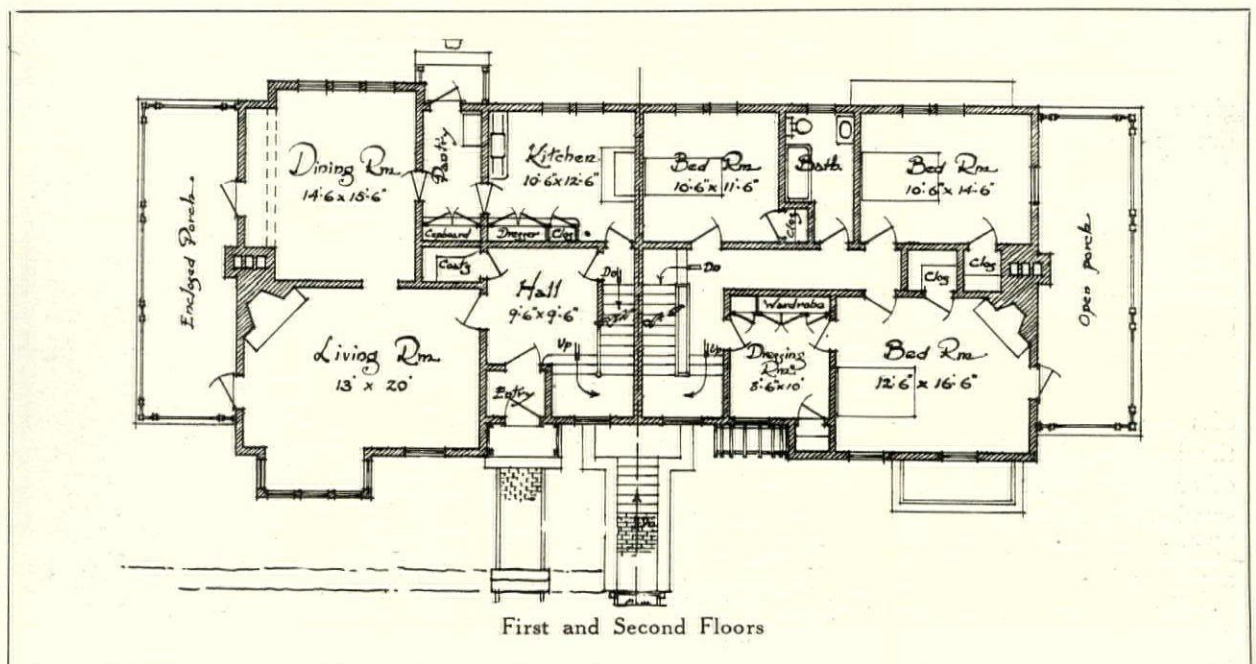 Dining Rm
14'-6 x 15'-6"
Pantry
Kitchen
10'-6" x 12'-6"
Bed Rm
10'-6" x 11'-6"
Bath
Bed Rm
10'-6" x 14'-6"
Enclosed Porch
Open porch
Cupboard
Dresser
Clos
Clos
Coats
Hall
9'-6" x 9'-6"
Do
Do
Clos
Clos
Wardrobe
Living Rm
13' x 20'
Up
Up
Entry
Dressing
Rm
8'-6" x 10'
Bed Rm
12'-6" x 16'-6"
Do
First and Second Floors